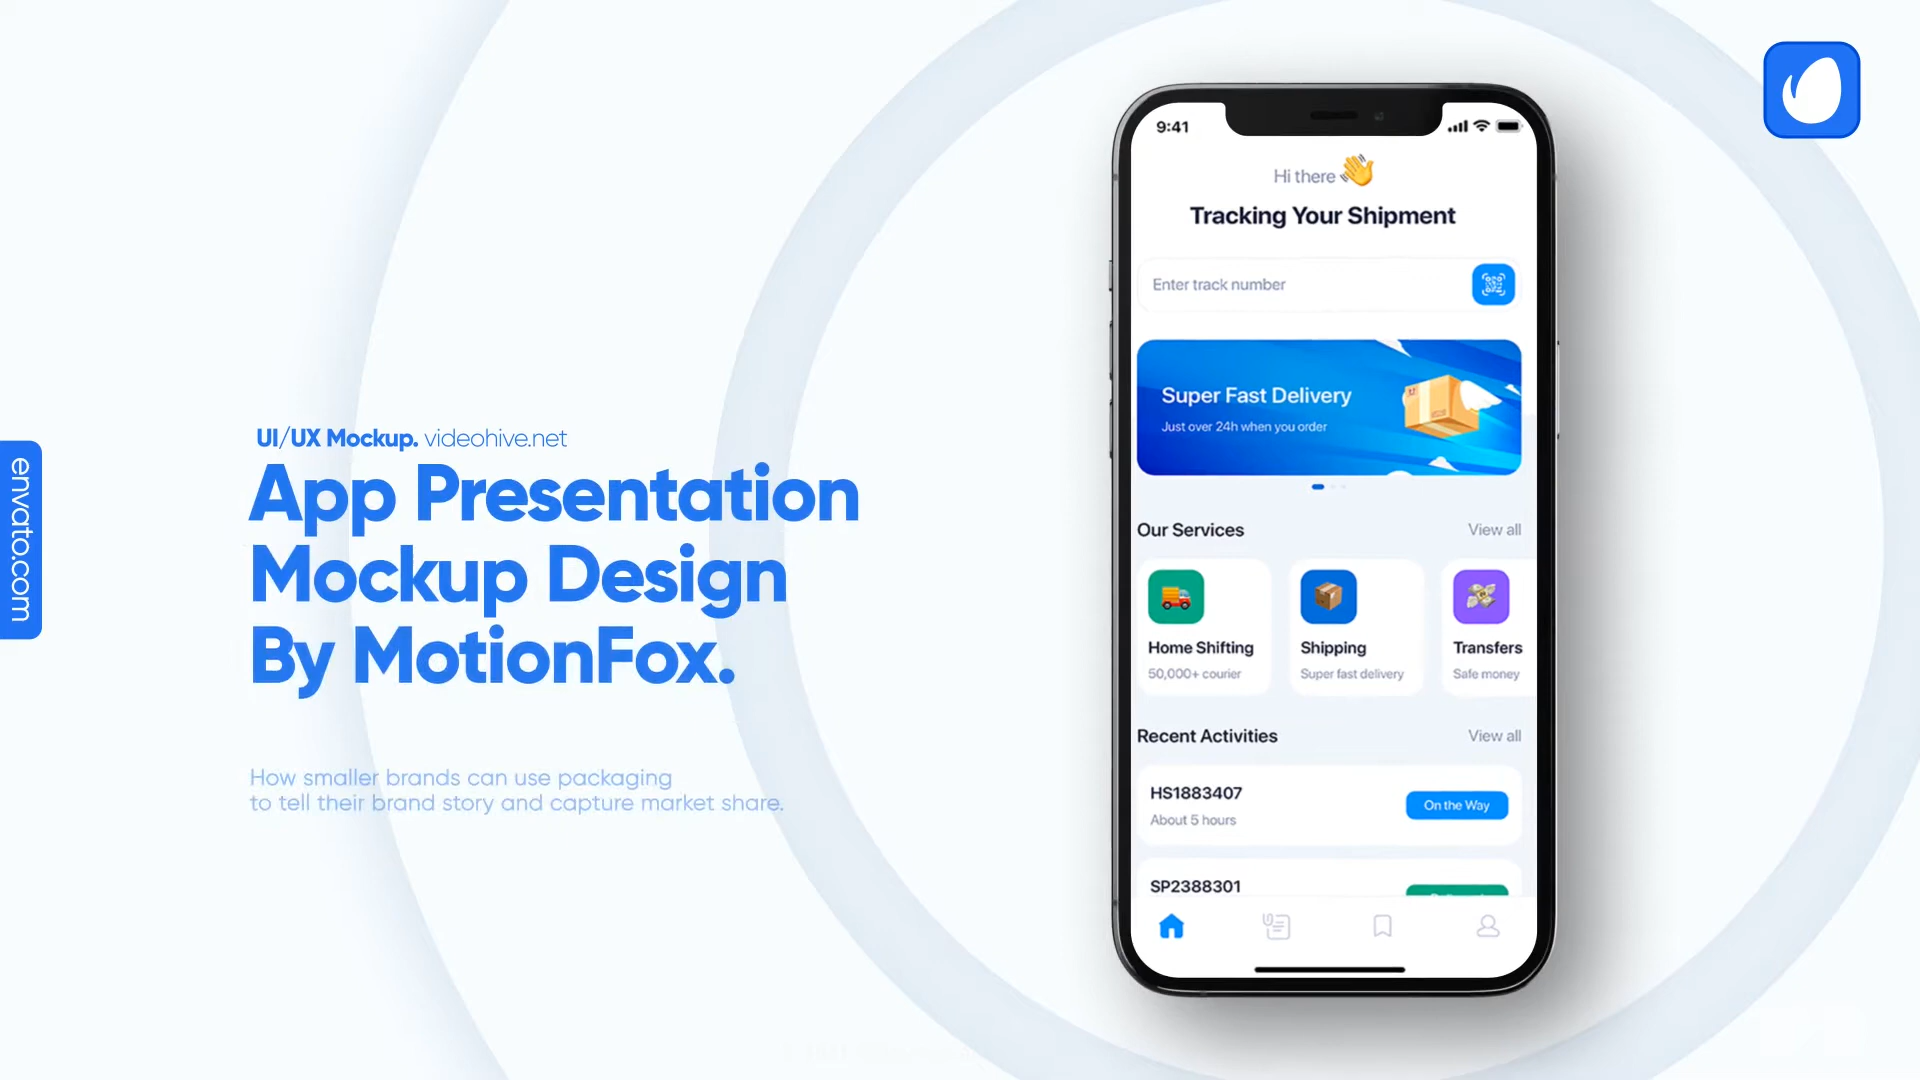 envato.com
UI/UX Mockup. videohive.net
App Presentation
Mockup Design
By MotionFox.
How smaller brands can use packaging
to tell their brand story and capture market share.
9:41
Hi there
Tracking Your Shipment
Enter track number
Super Fast Delivery
Just over 24h when you order
Our Services
View all
Home Shifting
50,000+ courier
Shipping
Super fast delivery
Transfers
Safe money
Recent Activities
View all
HS1883407
About 5 hours
On the Way
SP2388301